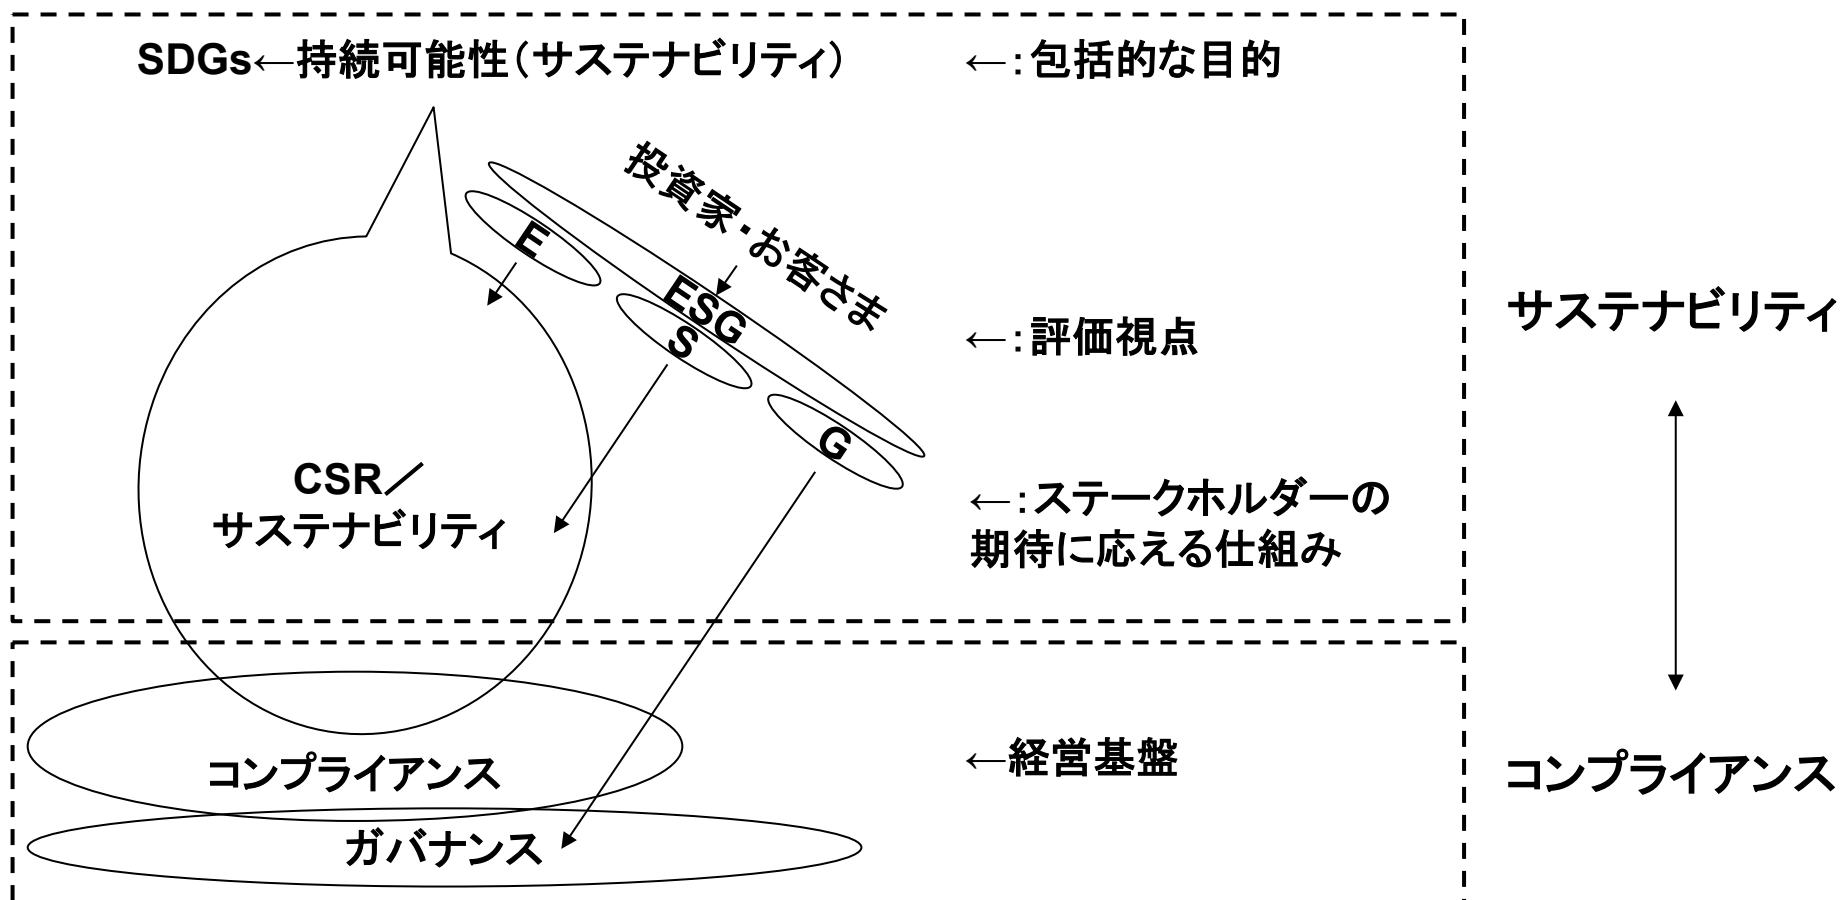 SDGs←持続可能性（サステナビリティ）
←：包括的な目的
投資家・お客さま
E
ESG
S
G
←：評価視点
サステナビリティ
CSR／
サステナビリティ
←：ステークホルダーの
期待に応える仕組み
コンプライアンス
←経営基盤
コンプライアンス
ガバナンス